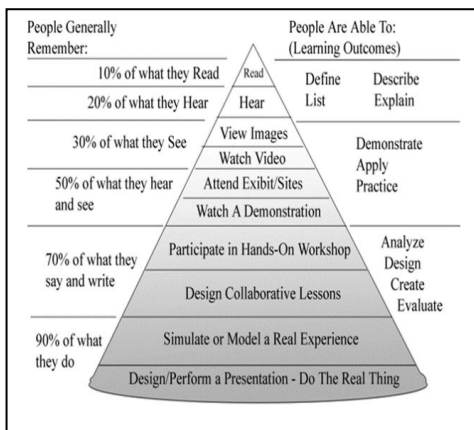 People Generally
Remember:
10% of what they Read
20% of what they Hear
30% of what they See
50% of what they hear
and see
70% of what they
say and write
90% of what
they do
Read
Hear
View Images
Watch Video
Attend Exibit/Sites
Watch A Demonstration
Participate in Hands-On Workshop
Design Collaborative Lessons
Simulate or Model a Real Experience
Design/Perform a Presentation - Do The Real Thing
People Are Able To:
(Learning Outcomes)
Define Describe
List Explain
Demonstrate
Apply
Practice
Analyze
Design
Create
Evaluate